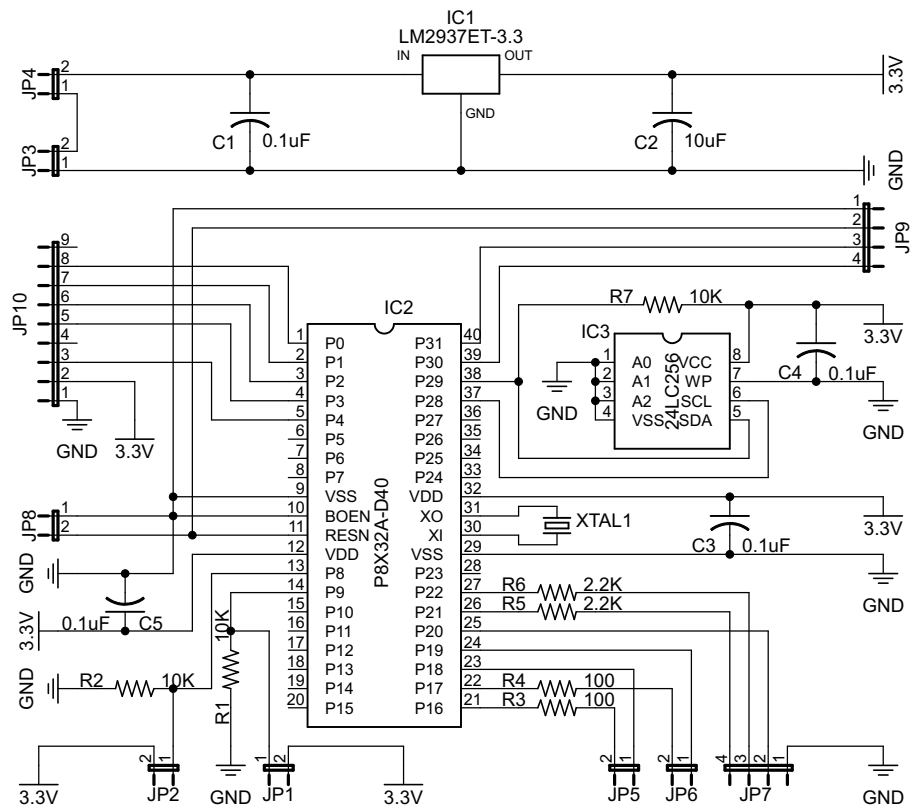 IC1
LM2937ET-3.3
IN OUT
GND
JP4
2
1
3.3V
C1 0.1uF
C2 10uF
JP3
2
1
GND
JP9
1
2
3
4
JP10
9
8
7
6
5
4
3
2
1
GND
3.3V
IC2
P8X32A-D40
1 P0 P31 40
2 P1 P30 39
3 P2 P29 38
4 P3 P28 37
5 P4 P27 36
6 P5 P26 35
7 P6 P25 34
8 P7 P24 33
9 VSS VDD 32
10 BOEN XO 31
11 RESN XI 30
12 VDD VSS 29
13 P8 P23 28
14 P9 P22 27
15 P10 P21 26
16 P11 P20 25
17 P12 P19 24
18 P13 P18 23
19 P14 P17 22
20 P15 P16 21
R7 10K
IC3
24LC256
1 A0 VCC 8
2 A1 WP 7
3 A2 SCL 6
4 VSS SDA 5
GND
C4 0.1uF
3.3V
GND
XTAL1
C3 0.1uF
3.3V
GND
JP8
1
2
GND
3.3V
0.1uF C5
GND
R2 10K
R1 10K
R6 2.2K
R5 2.2K
R4 100
R3 100
3.3V
2 1
JP2
GND
1 2
JP1
3.3V
2 1
JP5
2 1
JP6
4 3 2 1
JP7
GND